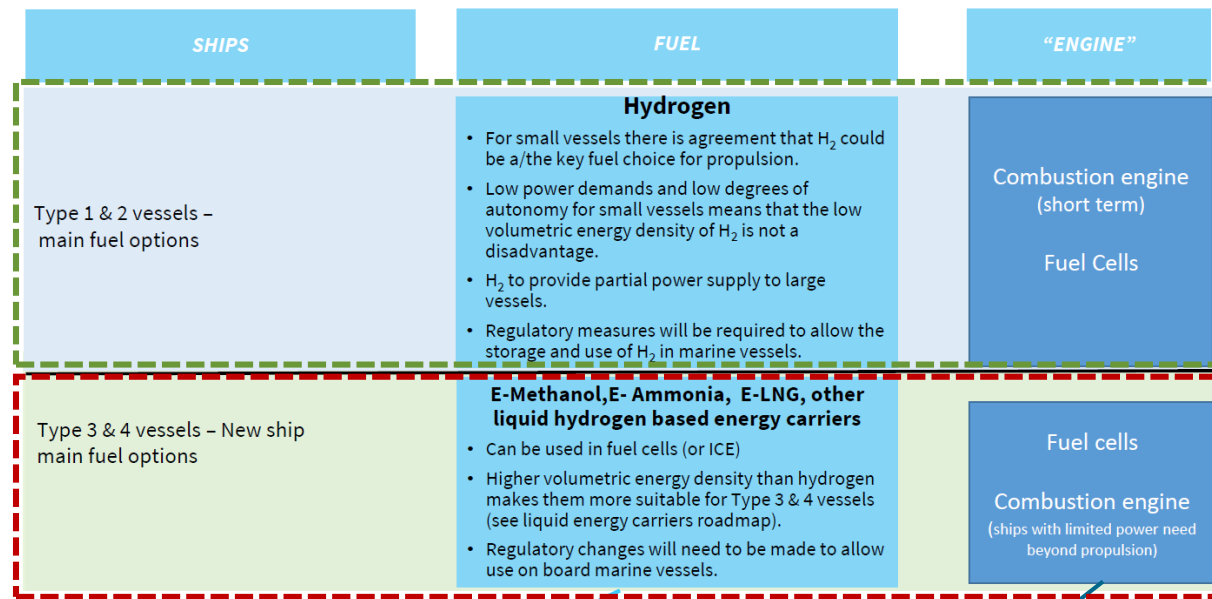 SHIPS
FUEL
“ENGINE”
Type 1 & 2 vessels –
main fuel options
Hydrogen
• For small vessels there is agreement that H₂ could
be a/the key fuel choice for propulsion.
• Low power demands and low degrees of
autonomy for small vessels means that the low
volumetric energy density of H₂ is not a
disadvantage.
• H₂ to provide partial power supply to large
vessels.
• Regulatory measures will be required to allow the
storage and use of H₂ in marine vessels.
Combustion engine
(short term)
Fuel Cells
Type 3 & 4 vessels – New ship
main fuel options
E-Methanol,E- Ammonia, E-LNG, other
liquid hydrogen based energy carriers
• Can be used in fuel cells (or ICE)
• Higher volumetric energy density than hydrogen
makes them more suitable for Type 3 & 4 vessels
(see liquid energy carriers roadmap).
• Regulatory changes will need to be made to allow
use on board marine vessels.
Fuel cells
Combustion engine
(ships with limited power need
beyond propulsion)